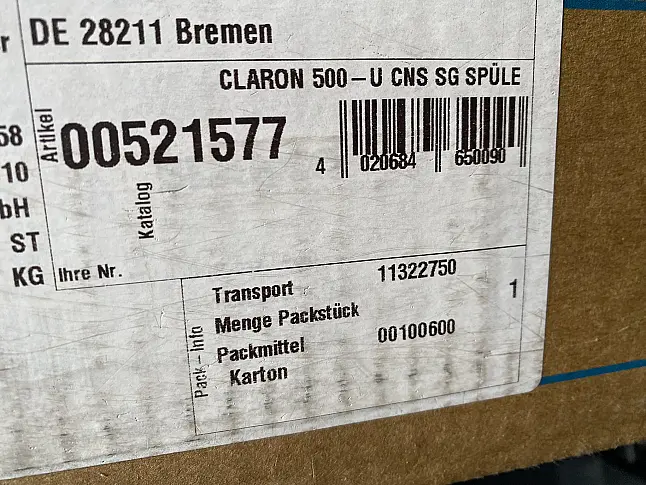 r DE 28211 Bremen
CLARON 500-U CNS SG SPÜLE
Artikel 00521577
4 020684 650090
Katalog
58
10
bH
ST
KG Ihre Nr.
Pack-Info
Transport 11322750
Menge Packstück 1
Packmittel 00100600
Karton